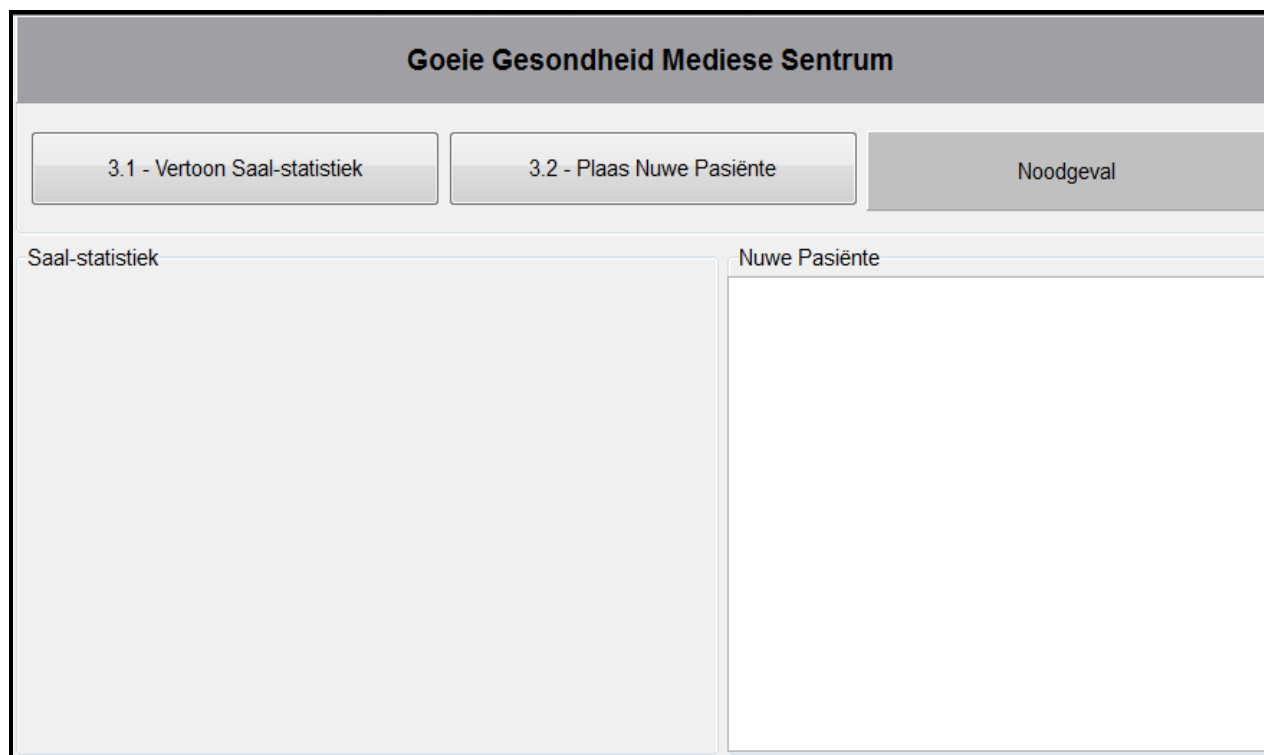 Goeie Gesondheid Mediese Sentrum
3.1 - Vertoon Saal-statistiek
3.2 - Plaas Nuwe Pasiënte
Noodgeval
Saal-statistiek
Nuwe Pasiënte